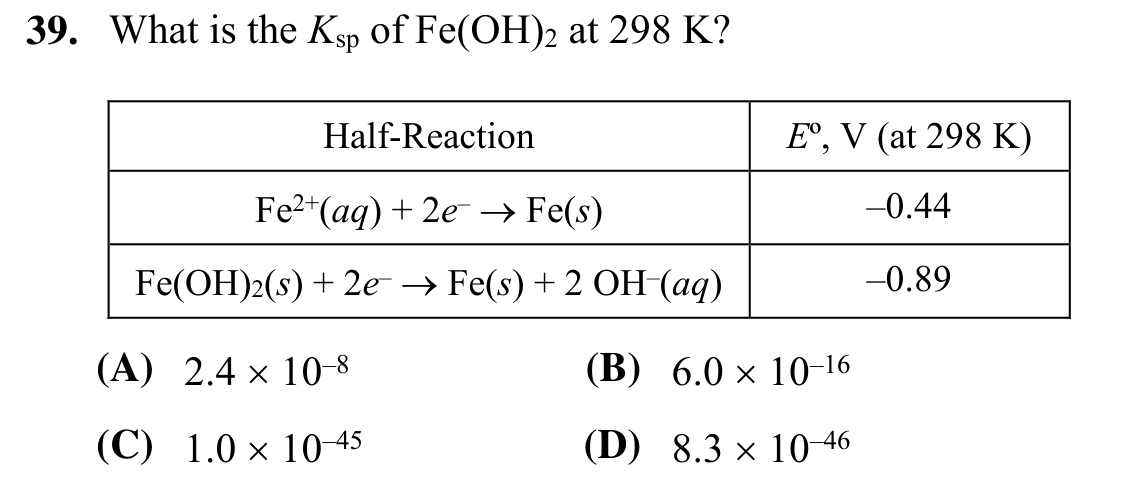 39. What is the Ksp of Fe(OH)₂ at 298 K?
Half-Reaction Eº, V (at 298 K)
Fe²⁺(aq) + 2e⁻ → Fe(s) –0.44
Fe(OH)₂(s) + 2e⁻ → Fe(s) + 2 OH⁻(aq) –0.89
(A) 2.4 × 10⁻⁸ (B) 6.0 × 10⁻¹⁶
(C) 1.0 × 10⁻⁴⁵ (D) 8.3 × 10⁻⁴⁶